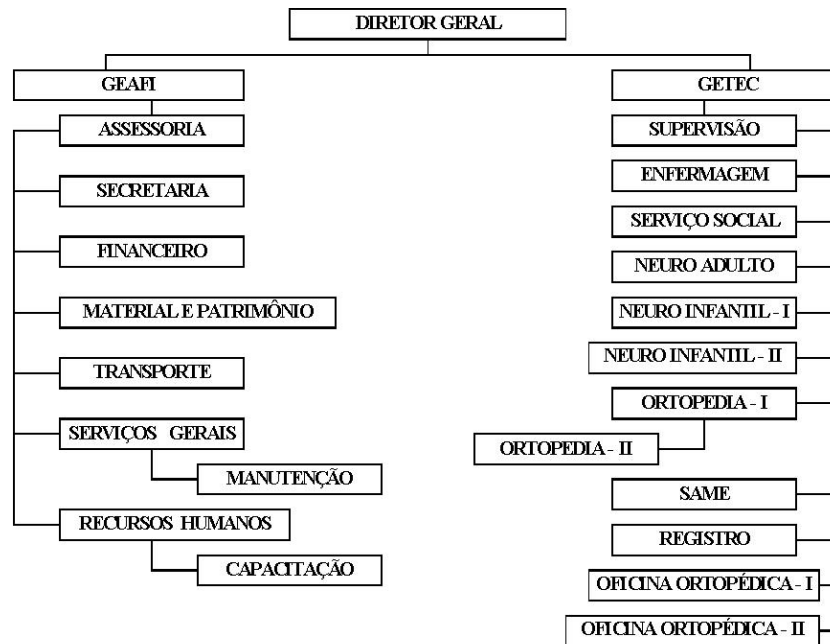 DIRETOR GERAL
GEAFI
ASSESSORIA
SECRETARIA
FINANCEIRO
MATERIAL E PATRIMÔNIO
TRANSPORTE
SERVIÇOS GERAIS
MANUTENÇÃO
RECURSOS HUMANOS
CAPACITAÇÃO
GETEC
SUPERVISÃO
ENFERMAGEM
SERVIÇO SOCIAL
NEURO ADULTO
NEURO INFANTIL - I
NEURO INFANTIL - II
ORTOPEDIA - I
ORTOPEDIA - II
SAME
REGISTRO
OFICINA ORTOPÉDICA - I
OFICINA ORTOPÉDICA - II